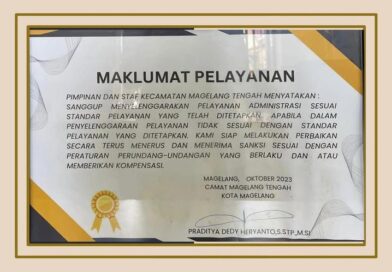 MAKLUMAT PELAYANAN
PIMPINAN DAN STAF KECAMATAN MAGELANG TENGAH MENYATAKAN :
SANGGUP MENYELENGGARAKAN PELAYANAN ADMINISTRASI SESUAI
STANDAR PELAYANAN YANG TELAH DITETAPKAN. APABILA DALAM
PENYELENGGARAAN PELAYANAN TIDAK SESUAI DENGAN STANDAR
PELAYANAN YANG DITETAPKAN, KAMI SIAP MELAKUKAN PERBAIKAN
SECARA TERUS MENERUS DAN MENERIMA SANKSI SESUAI DENGAN
PERATURAN PERUNDANG-UNDANGAN YANG BERLAKU DAN ATAU
MEMBERIKAN KOMPENSASI.
MAGELANG, OKTOBER 2023
CAMAT MAGELANG TENGAH
KOTA MAGELANG
PRADITYA DEDY HERYANTO,S.STP.,M.Si